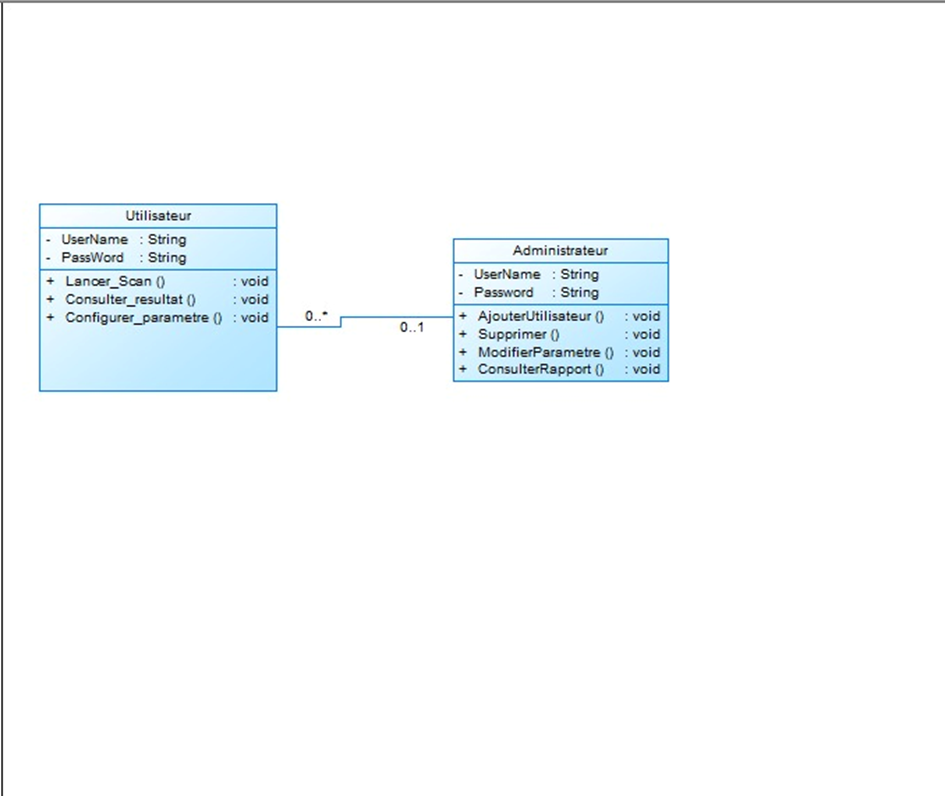 Utilisateur
- UserName : String
- PassWord : String
+ Lancer_Scan () : void
+ Consulter_resultat () : void
+ Configurer_parametre () : void
0..*
0..1
Administrateur
- UserName : String
- Password : String
+ AjouterUtilisateur () : void
+ Supprimer () : void
+ ModifierParametre () : void
+ ConsulterRapport () : void